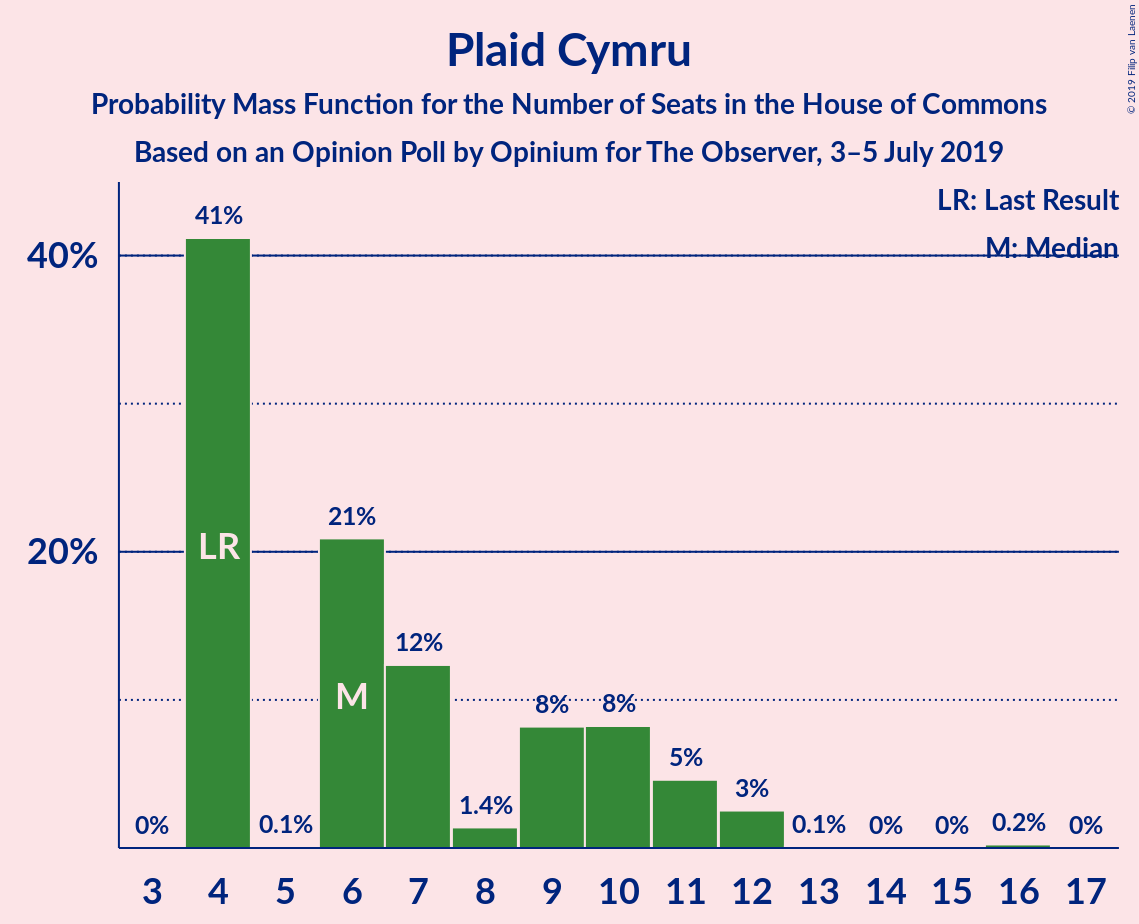 Plaid Cymru
Probability Mass Function for the Number of Seats in the House of Commons
Based on an Opinion Poll by Opinium for The Observer, 3–5 July 2019
© 2019 Filip van Laenen
LR: Last Result
M: Median
40%
20%
0%
41%
0.1%
21%
12%
1.4%
8%
8%
5%
3%
0.1%
0%
0%
0.2%
0%
LR
M
3 4 5 6 7 8 9 10 11 12 13 14 15 16 17